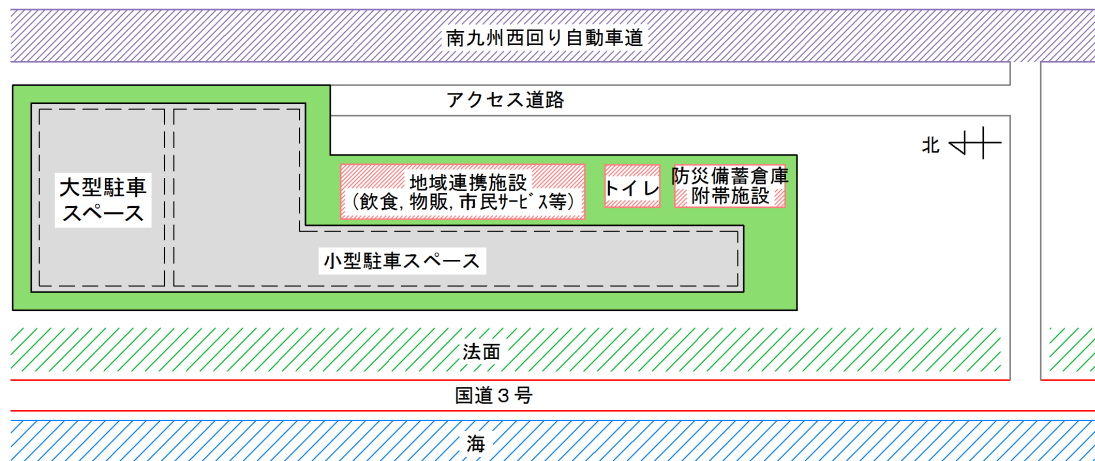 南九州西回り自動車道
アクセス道路
北
大型駐車
スペース
地域連携施設
(飲食,物販,市民ｻｰﾋﾞｽ等)
トイレ
防災備蓄倉庫
附帯施設
小型駐車スペース
法面
国道３号
海